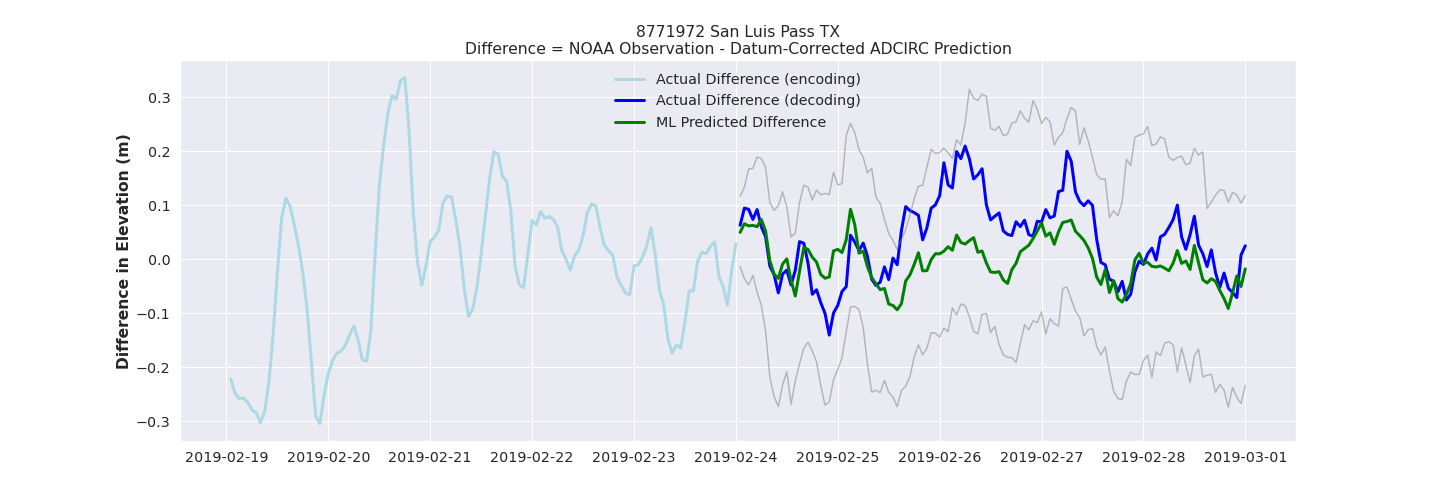 8771972 San Luis Pass TX
Difference = NOAA Observation - Datum-Corrected ADCIRC Prediction
Actual Difference (encoding)
Actual Difference (decoding)
ML Predicted Difference
Difference in Elevation (m)
0.3
0.2
0.1
0.0
−0.1
−0.2
−0.3
2019-02-19 2019-02-20 2019-02-21 2019-02-22 2019-02-23 2019-02-24 2019-02-25 2019-02-26 2019-02-27 2019-02-28 2019-03-01